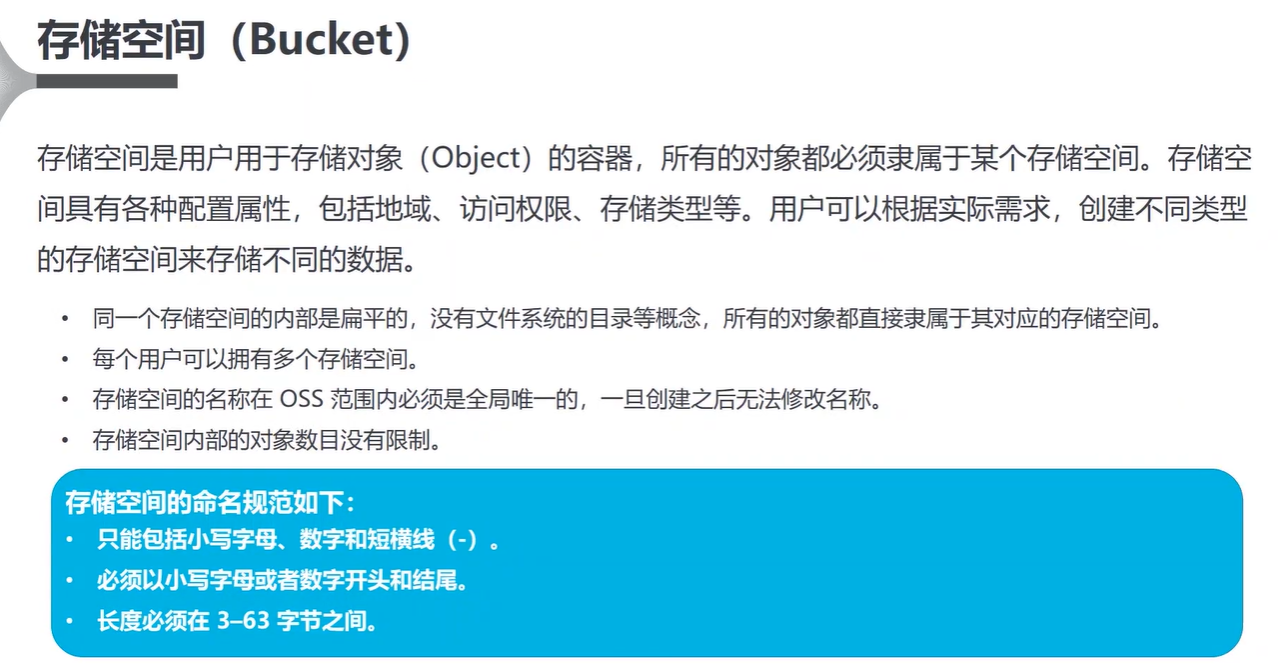 存储空间（Bucket）
存储空间是用户用于存储对象（Object）的容器，所有的对象都必须隶属于某个存储空间。存储空
间具有各种配置属性，包括地域、访问权限、存储类型等。用户可以根据实际需求，创建不同类型
的存储空间来存储不同的数据。
• 同一个存储空间的内部是扁平的，没有文件系统的目录等概念，所有的对象都直接隶属于其对应的存储空间。
• 每个用户可以拥有多个存储空间。
• 存储空间的名称在 OSS 范围内必须是全局唯一的，一旦创建之后无法修改名称。
• 存储空间内部的对象数目没有限制。
存储空间的命名规范如下：
• 只能包括小写字母、数字和短横线（-）。
• 必须以小写字母或者数字开头和结尾。
• 长度必须在 3–63 字节之间。